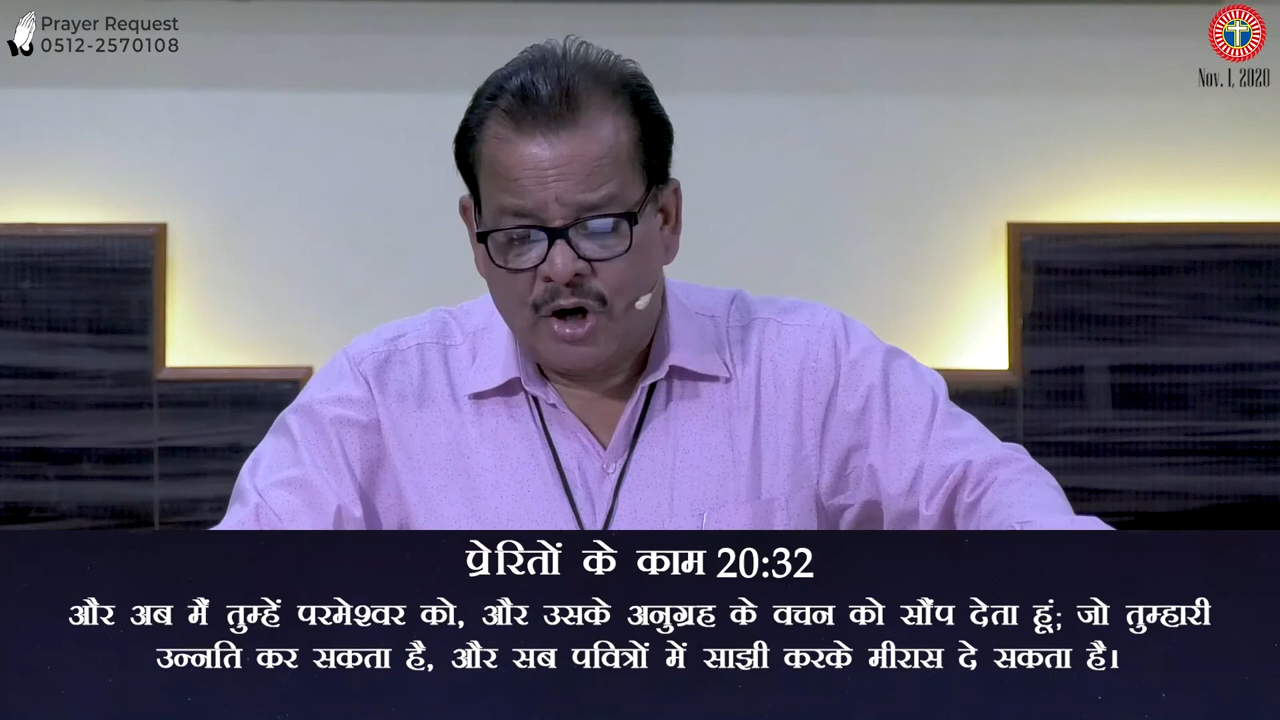 Prayer Request
0512-2570108
Nov. 1, 2020
प्रेरितों के काम 20:32
और अब मैं तुम्हें परमेश्वर को, और उसके अनुग्रह के वचन को सौंप देता हूं; जो तुम्हारी
उन्नति कर सकता है, और सब पवित्रों में साझी करके मीरास दे सकता है।